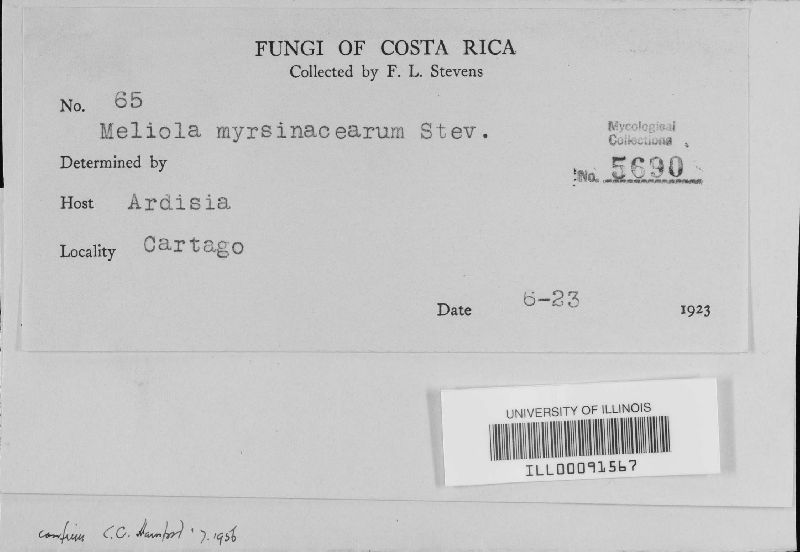 FUNGI OF COSTA RICA
Collected by F. L. Stevens
No. 65
Meliola myrsinacearum Stev.
Mycological
Collections
No. 5690
Determined by
Host Ardisia
Locality Cartago
Date 6-23 1923
UNIVERSITY OF ILLINOIS
ILL00091567
C.C. 1956